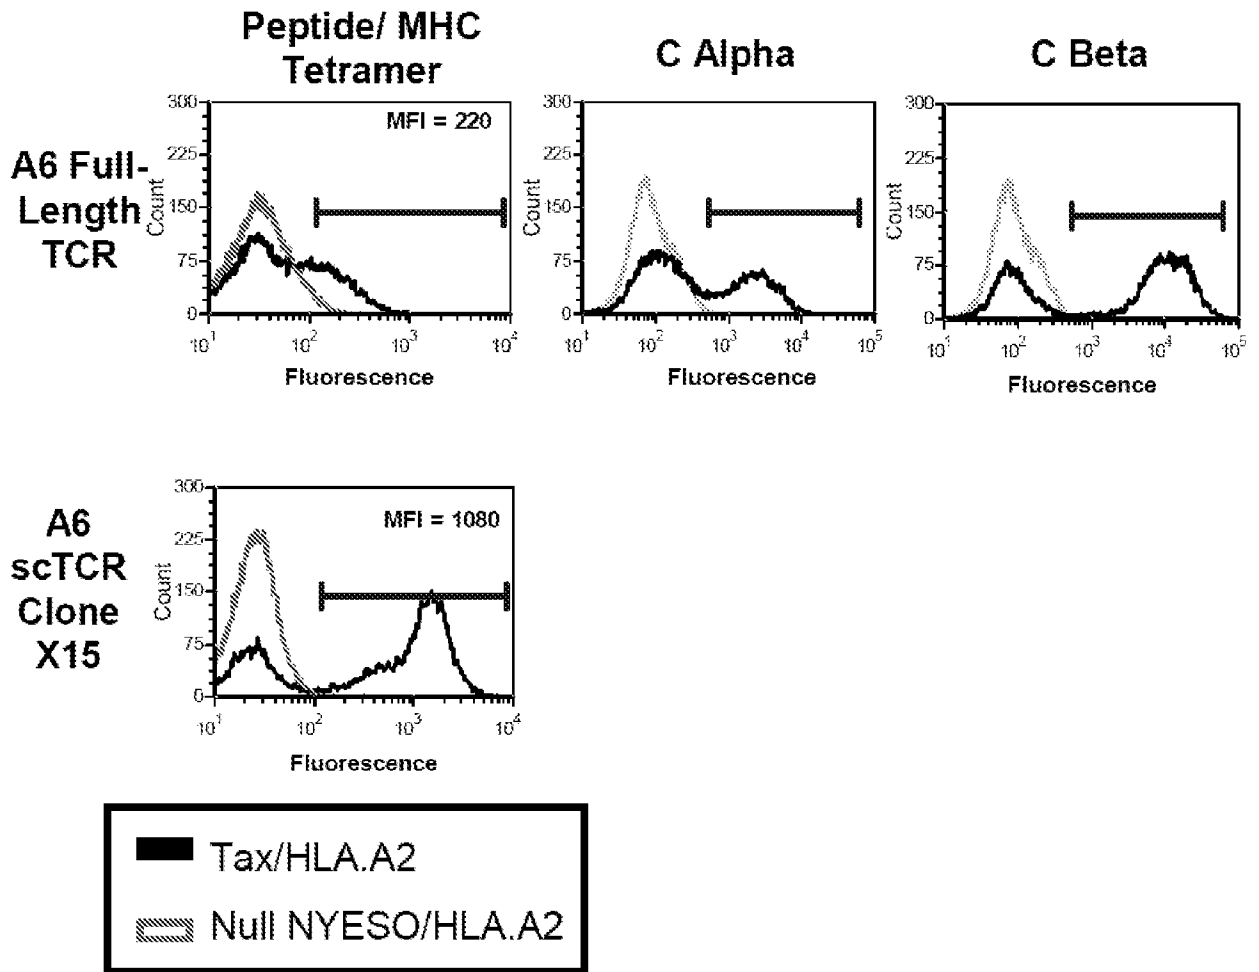 Peptide/ MHC
Tetramer
C Alpha
C Beta
A6 Full-
Length
TCR
MFI = 220
Count
300
225
150
75
0
10¹ 10² 10³ 10⁴
Fluorescence
Count
300
225
150
75
0
10¹ 10² 10³ 10⁴ 10⁵
Fluorescence
Count
300
225
150
75
0
10¹ 10² 10³ 10⁴ 10⁵
Fluorescence
A6
scTCR
Clone
X15
MFI = 1080
Count
300
225
150
75
0
10¹ 10² 10³ 10⁴
Fluorescence
Tax/HLA.A2
Null NYESO/HLA.A2